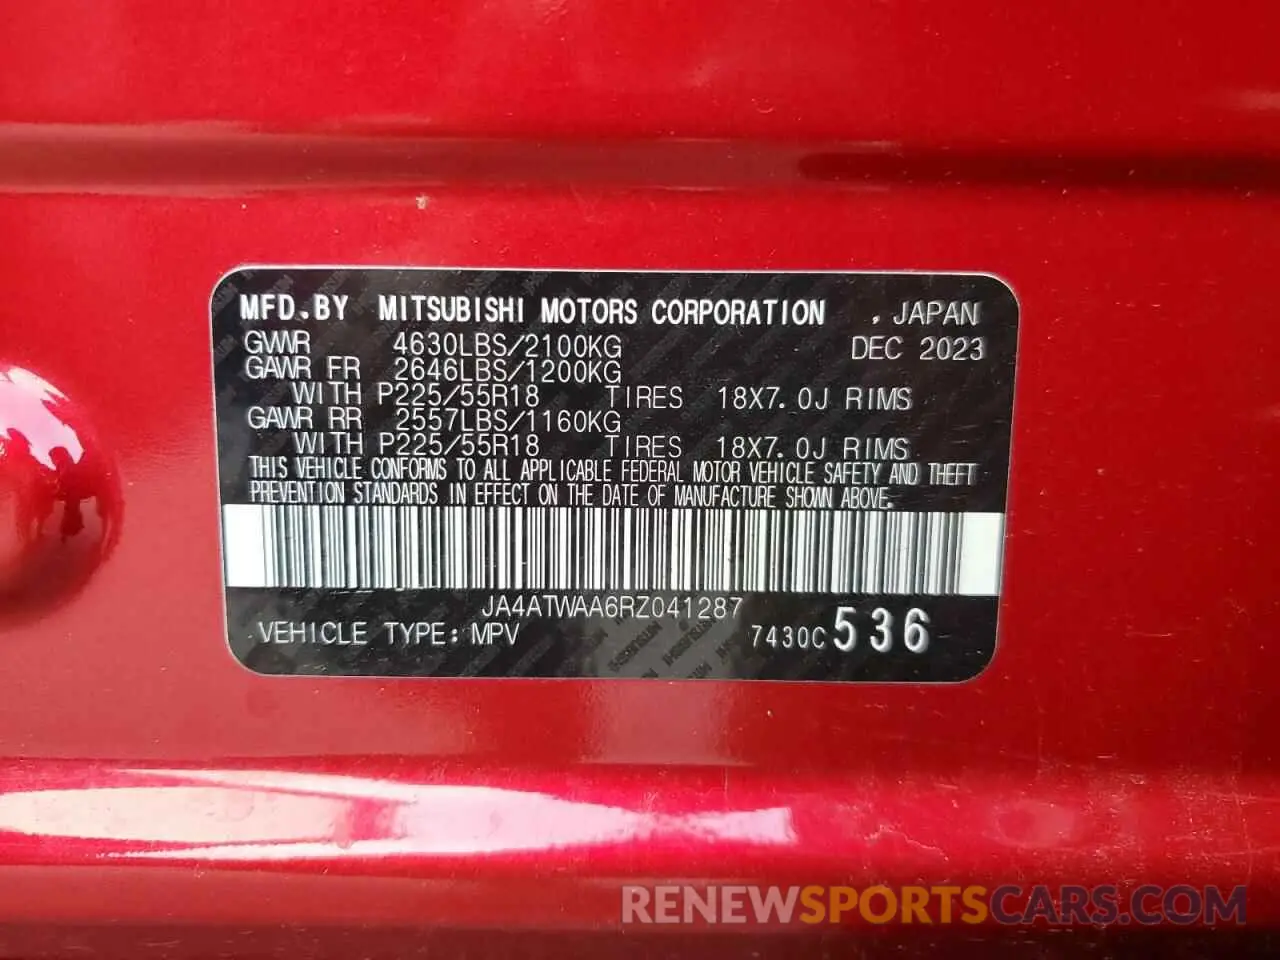 MFD.BY MITSUBISHI MOTORS CORPORATION , JAPAN
GVWR 4630LBS/2100KG DEC 2023
GAWR FR 2646LBS/1200KG
WITH P225/55R18 TIRES 18X7.0J RIMS
GAWR RR 2557LBS/1160KG
WITH P225/55R18 TIRES 18X7.0J RIMS
THIS VEHICLE CONFORMS TO ALL APPLICABLE FEDERAL MOTOR VEHICLE SAFETY AND THEFT
PREVENTION STANDARDS IN EFFECT ON THE DATE OF MANUFACTURE SHOWN ABOVE.
JA4ATWAA6RZ041287
VEHICLE TYPE: MPV 7430C 536
RENEWSPORTSCARS.COM